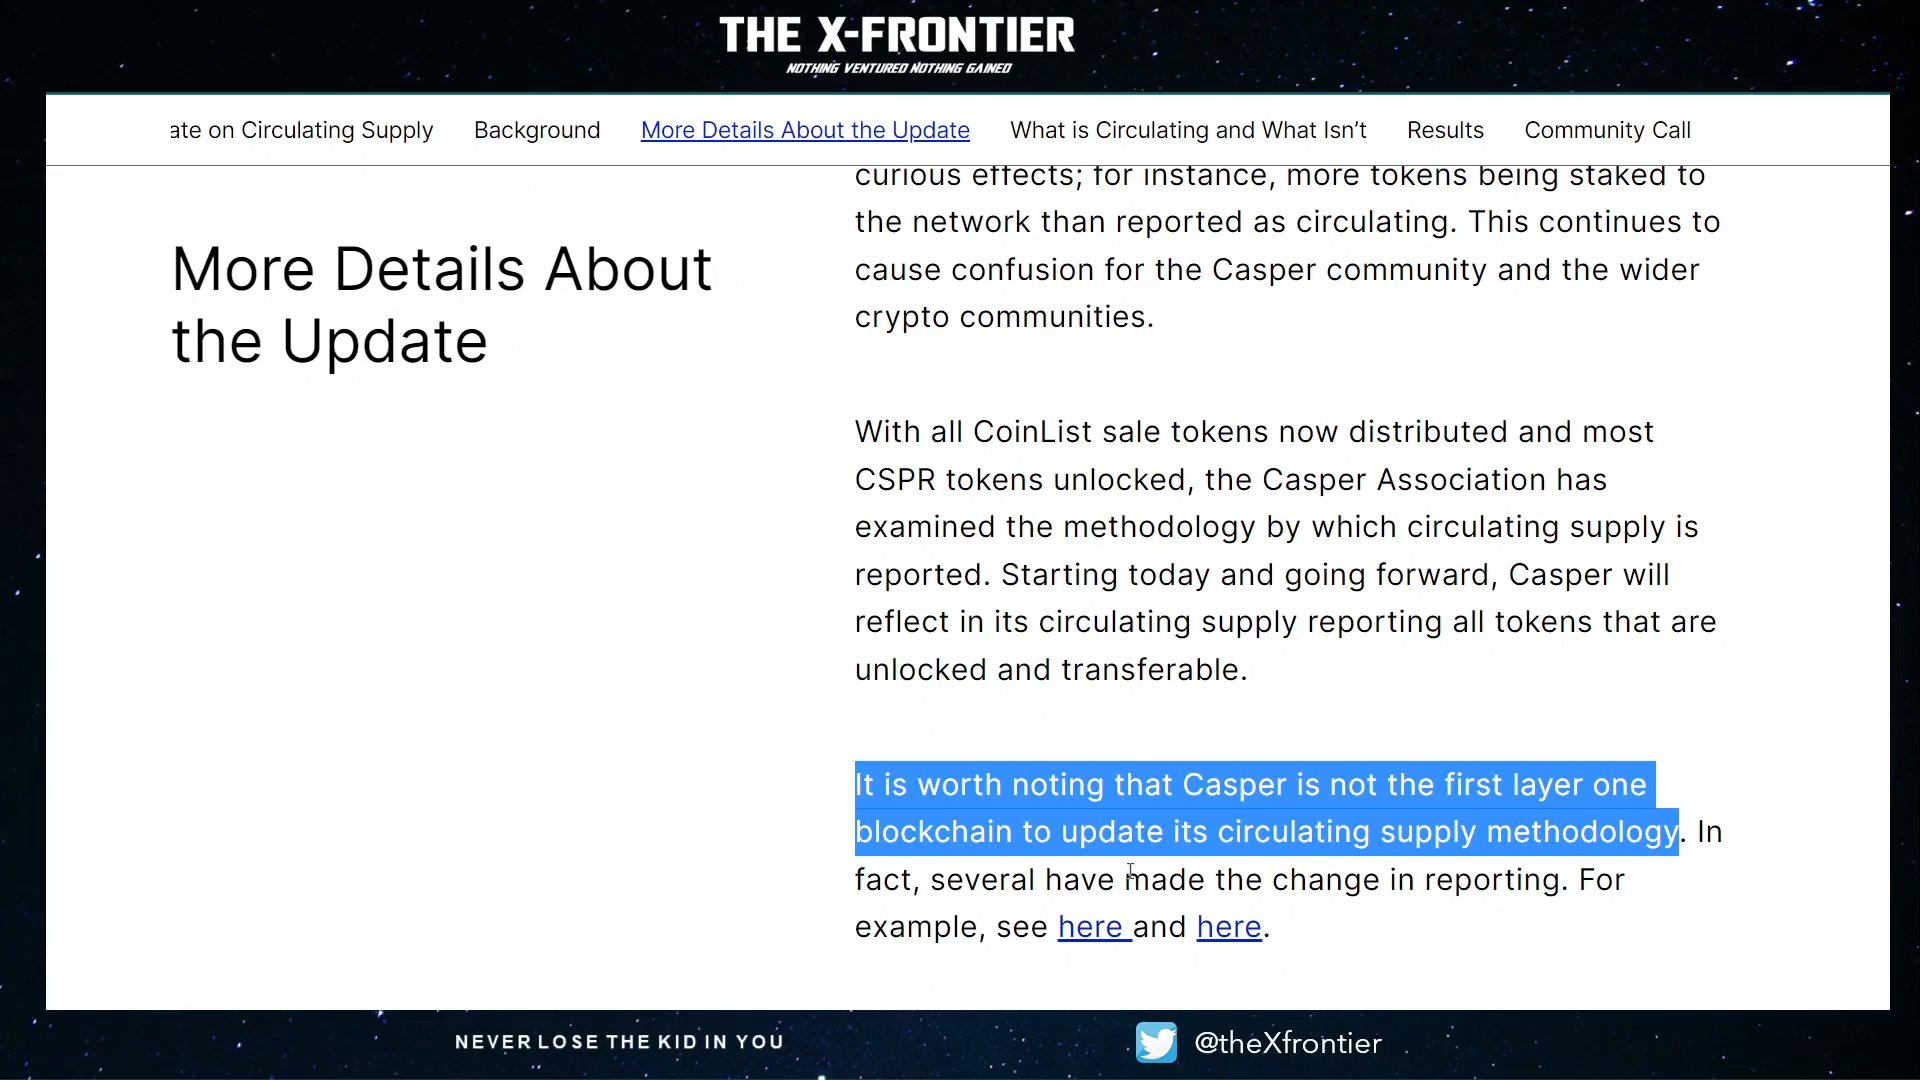 THE X-FRONTIER
NOTHING VENTURED NOTHING GAINED
ate on Circulating Supply Background More Details About the Update What is Circulating and What Isn’t Results Community Call
More Details About
the Update
curious effects; for instance, more tokens being staked to
the network than reported as circulating. This continues to
cause confusion for the Casper community and the wider
crypto communities.
With all CoinList sale tokens now distributed and most
CSPR tokens unlocked, the Casper Association has
examined the methodology by which circulating supply is
reported. Starting today and going forward, Casper will
reflect in its circulating supply reporting all tokens that are
unlocked and transferable.
It is worth noting that Casper is not the first layer one
blockchain to update its circulating supply methodology. In
fact, several have made the change in reporting. For
example, see here and here.
NEVER LOSE THE KID IN YOU
@theXfrontier